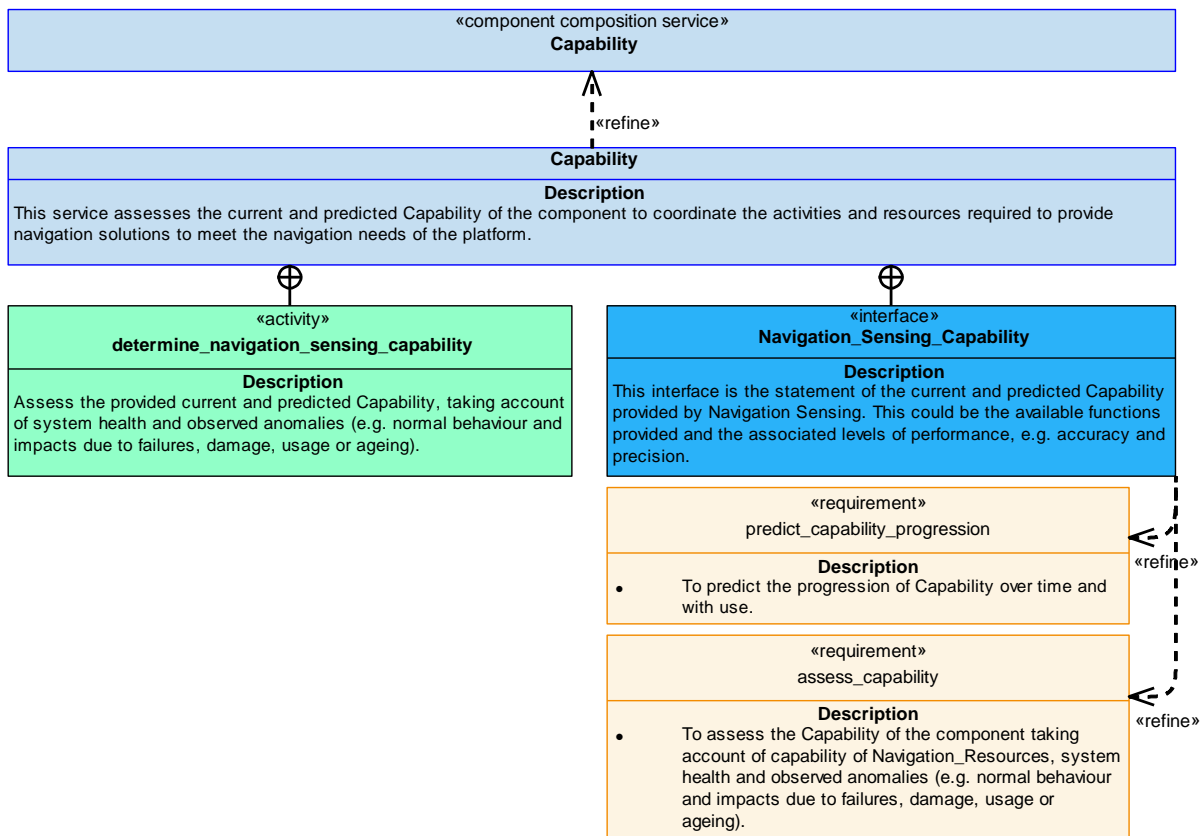 «component composition service»
Capability
«refine»
Capability
Description
This service assesses the current and predicted Capability of the component to coordinate the activities and resources required to provide
navigation solutions to meet the navigation needs of the platform.
«activity»
determine_navigation_sensing_capability
Description
Assess the provided current and predicted Capability, taking account
of system health and observed anomalies (e.g. normal behaviour and
impacts due to failures, damage, usage or ageing).
«interface»
Navigation_Sensing_Capability
Description
This interface is the statement of the current and predicted Capability
provided by Navigation Sensing. This could be the available functions
provided and the associated levels of performance, e.g. accuracy and
precision.
«requirement»
predict_capability_progression
Description
• To predict the progression of Capability over time and
with use.
«refine»
«requirement»
assess_capability
Description
• To assess the Capability of the component taking
account of capability of Navigation_Resources, system
health and observed anomalies (e.g. normal behaviour
and impacts due to failures, damage, usage or
ageing).
«refine»